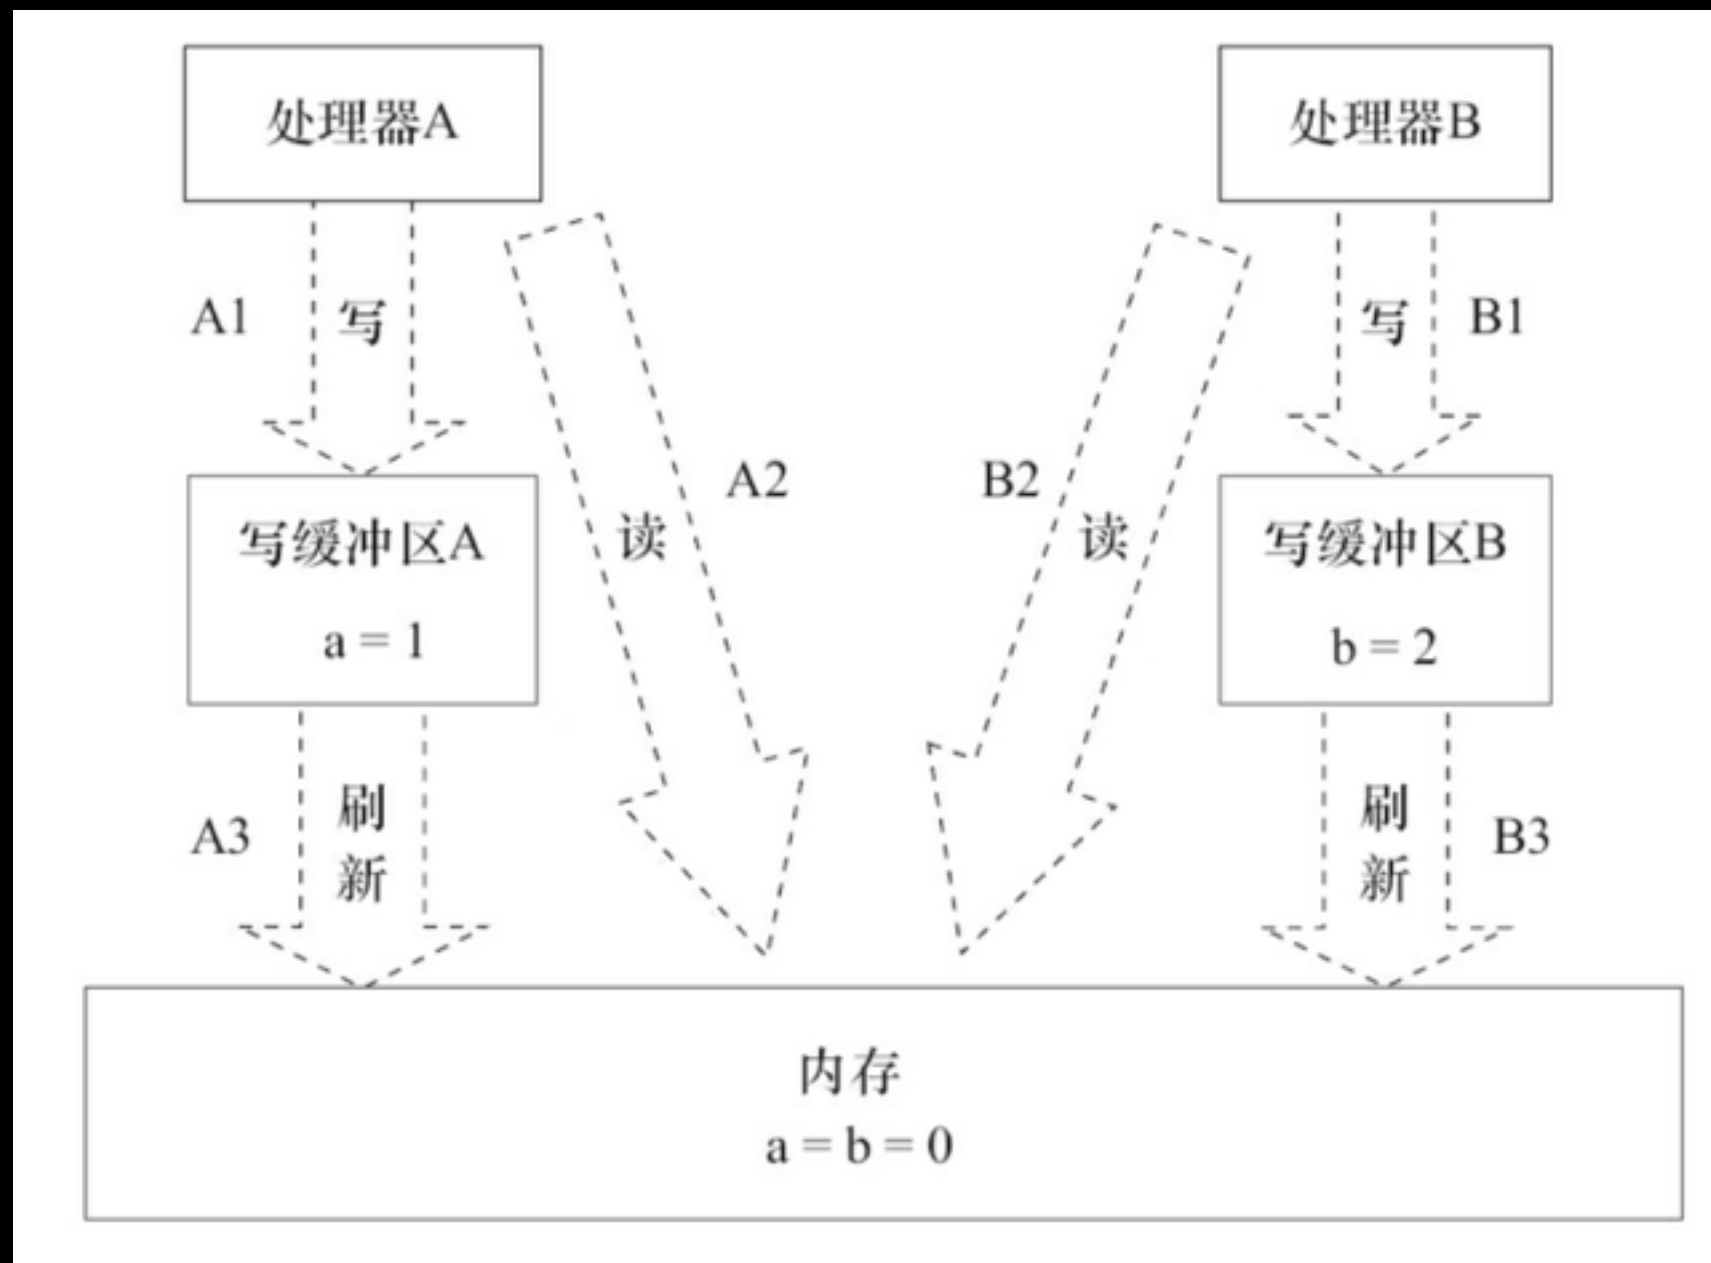 处理器A
处理器B
A1
写
写
B1
A2
B2
读
读
写缓冲区A
a = 1
写缓冲区B
b = 2
A3
刷
新
刷
新
B3
内存
a = b = 0